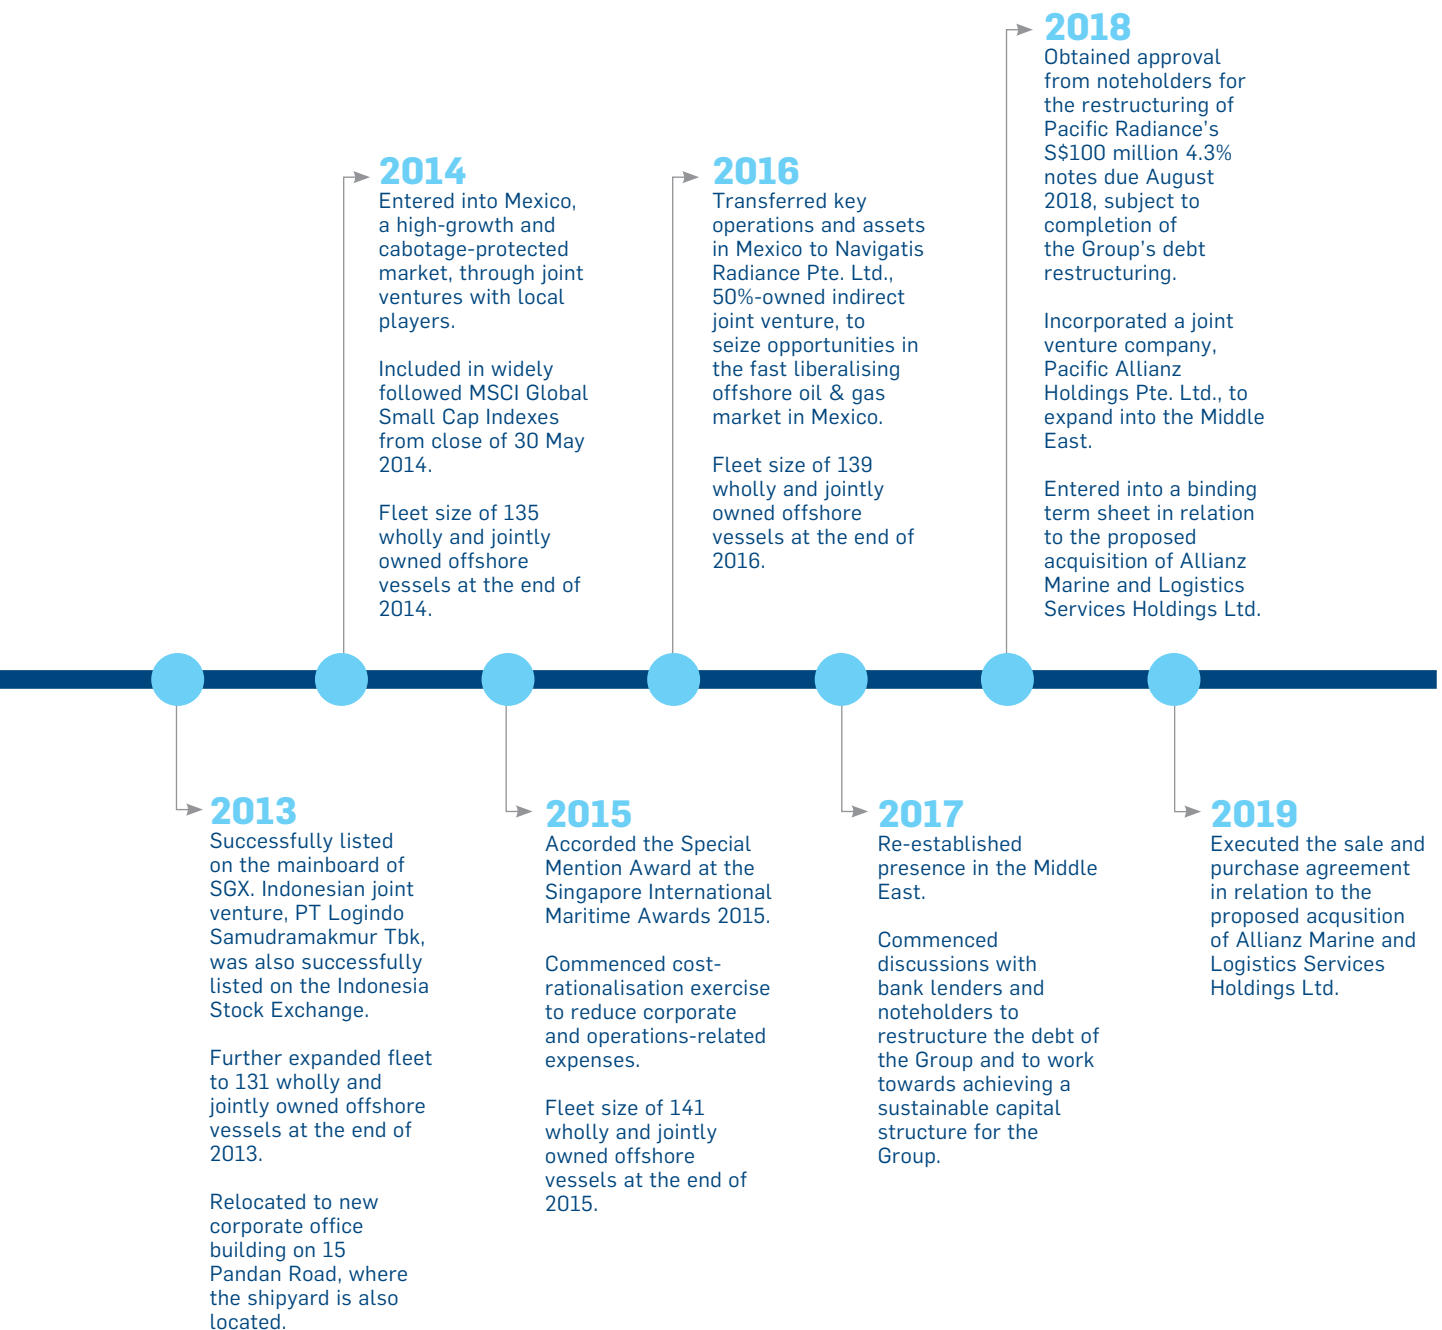 2018
Obtained approval
from noteholders for
the restructuring of
Pacific Radiance's
S$100 million 4.3%
notes due August
2018, subject to
completion of
the Group's debt
restructuring.
Incorporated a joint
venture company,
Pacific Allianz
Holdings Pte. Ltd., to
expand into the Middle
East.
Entered into a binding
term sheet in relation
to the proposed
acquisition of Allianz
Marine and Logistics
Services Holdings Ltd.
2014
Entered into Mexico,
a high-growth and
cabotage-protected
market, through joint
ventures with local
players.
Included in widely
followed MSCI Global
Small Cap Indexes
from close of 30 May
2014.
Fleet size of 135
wholly and jointly
owned offshore
vessels at the end of
2014.
2016
Transferred key
operations and assets
in Mexico to Navigatis
Radiance Pte. Ltd.,
50%-owned indirect
joint venture, to
seize opportunities in
the fast liberalising
offshore oil & gas
market in Mexico.
Fleet size of 139
wholly and jointly
owned offshore
vessels at the end of
2016.
2013
Successfully listed
on the mainboard of
SGX. Indonesian joint
venture, PT Logindo
Samudramakmur Tbk,
was also successfully
listed on the Indonesia
Stock Exchange.
Further expanded fleet
to 131 wholly and
jointly owned offshore
vessels at the end of
2013.
Relocated to new
corporate office
building on 15
Pandan Road, where
the shipyard is also
located.
2015
Accorded the Special
Mention Award at the
Singapore International
Maritime Awards 2015.
Commenced cost-
rationalisation exercise
to reduce corporate
and operations-related
expenses.
Fleet size of 141
wholly and jointly
owned offshore
vessels at the end of
2015.
2017
Re-established
presence in the Middle
East.
Commenced
discussions with
bank lenders and
noteholders to
restructure the debt of
the Group and to work
towards achieving a
sustainable capital
structure for the
Group.
2019
Executed the sale and
purchase agreement
in relation to the
proposed acqusition
of Allianz Marine and
Logistics Services
Holdings Ltd.